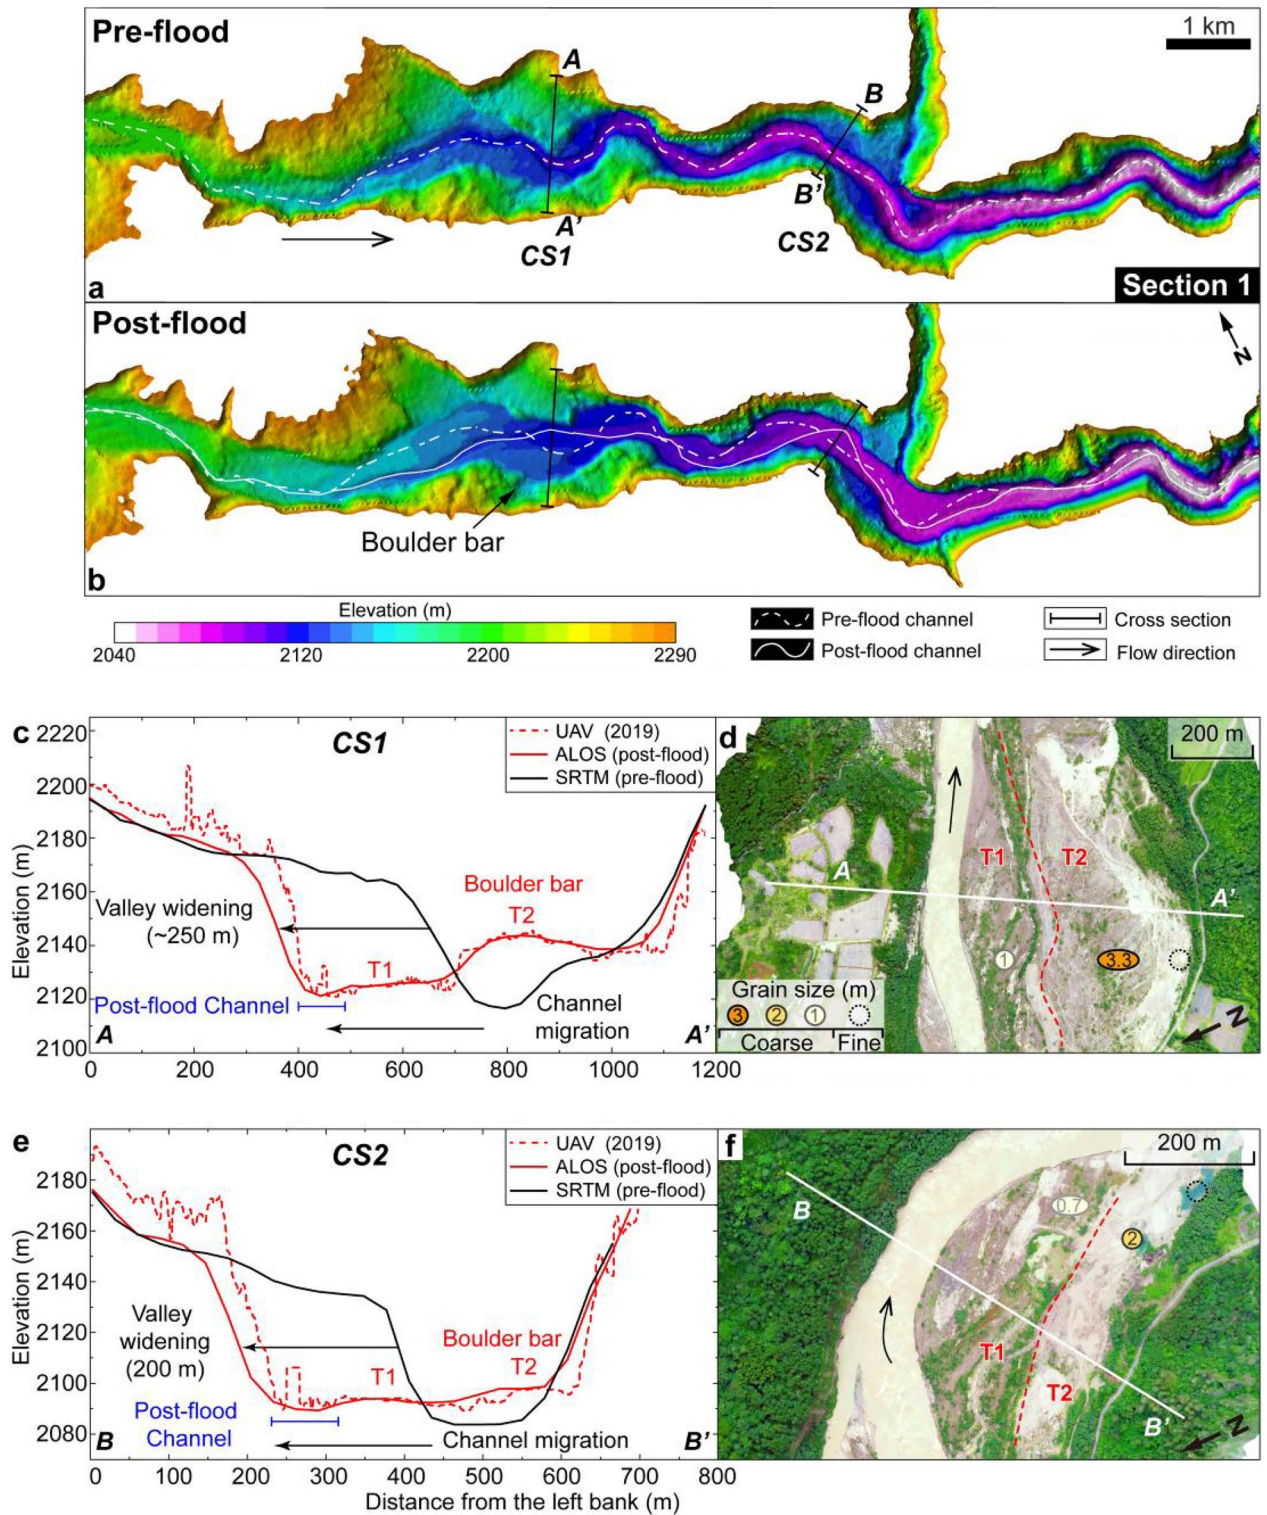 Pre-flood
1 km
A
B
A'
B'
CS1
CS2
a
Section 1
Post-flood
N
Boulder bar
b
Elevation (m)
2040
2120
2200
2290
Pre-flood channel
Post-flood channel
Cross section
Flow direction
c
CS1
UAV (2019)
ALOS (post-flood)
SRTM (pre-flood)
2220
2200
2180
2160
2140
2120
2100
Elevation (m)
Valley widening
(~250 m)
Boulder bar
T2
T1
Post-flood Channel
Channel
migration
A
A'
0
200
400
600
800
1000
1200
d
200 m
T1
T2
A
A'
1
3.3
Grain size (m)
3
2
1
Coarse
Fine
N
e
CS2
UAV (2019)
ALOS (post-flood)
SRTM (pre-flood)
2180
2160
2140
2120
2100
2080
Elevation (m)
Valley
widening
(200 m)
Boulder bar
T1
T2
Post-flood
Channel
Channel migration
B
B'
0
100
200
300
400
500
600
700
800
Distance from the left bank (m)
f
200 m
B
0.7
2
T1
T2
B'
N